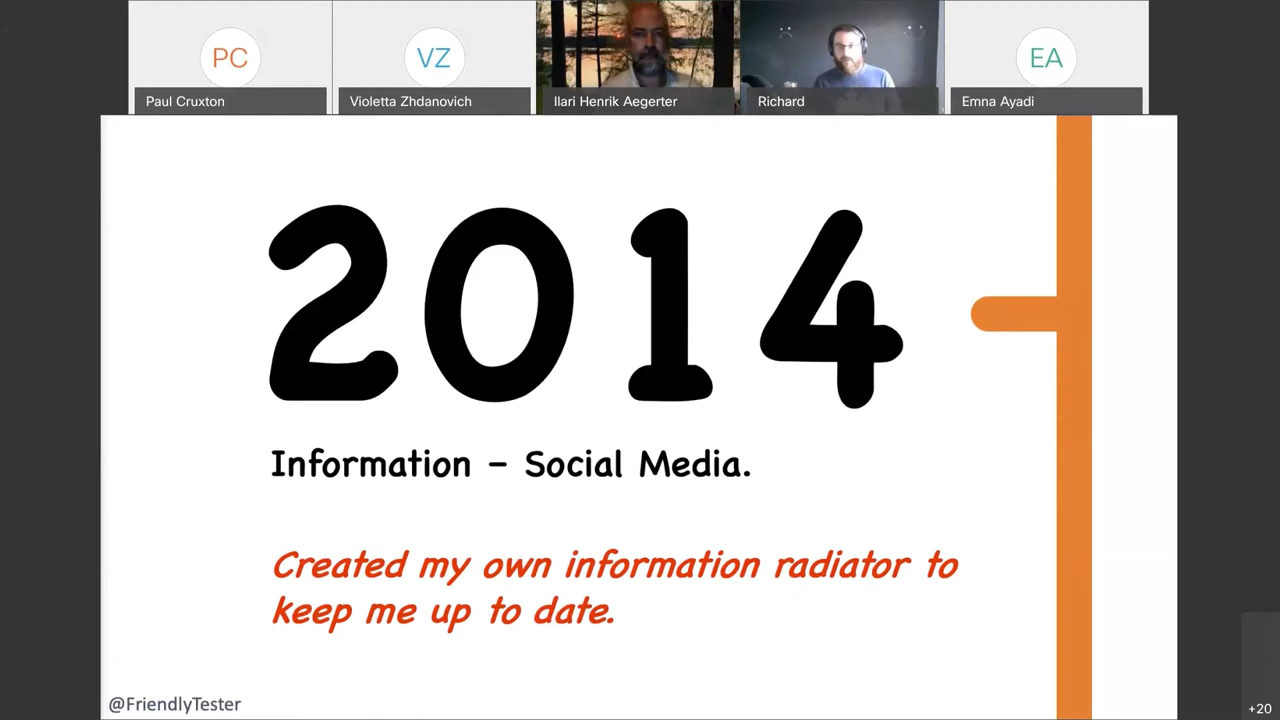 PC
VZ
EA
Paul Cruxton
Violetta Zhdanovich
Ilari Henrik Aegerter
Richard
Emna Ayadi
2014
Information – Social Media.
Created my own information radiator to
keep me up to date.
@FriendlyTester
+20